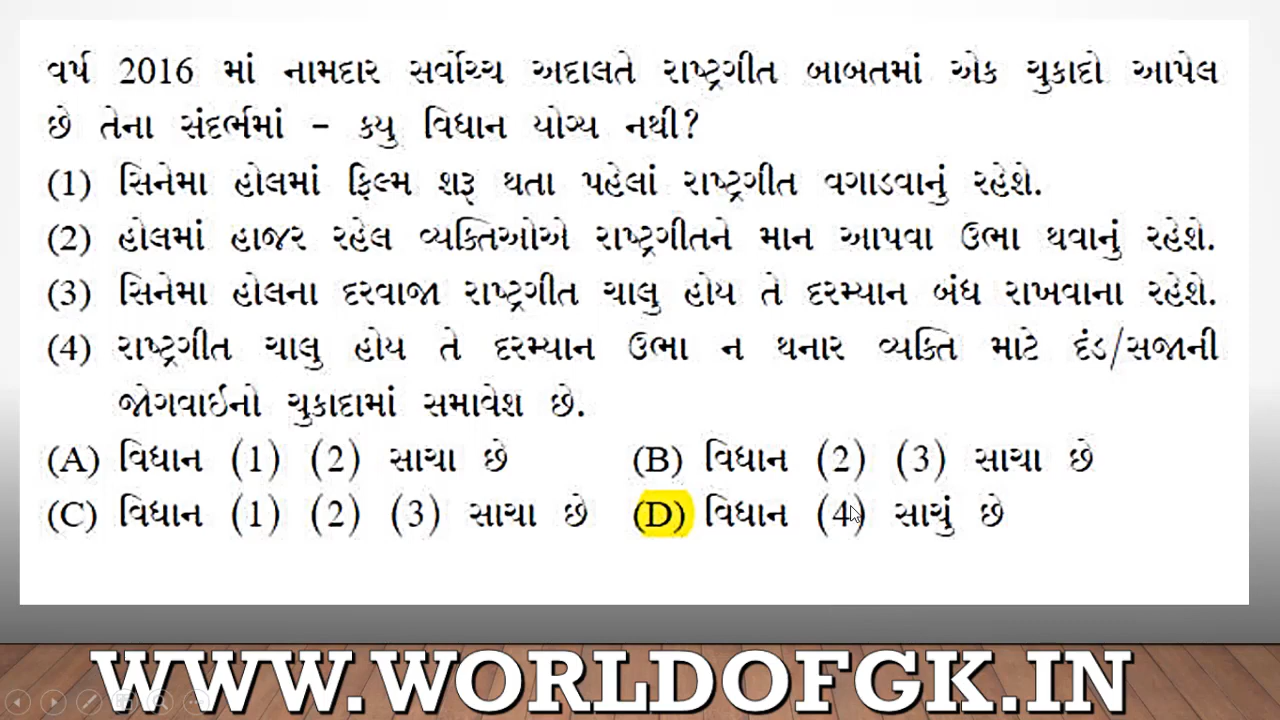 વર્ષ 2016 માં નામદાર સર્વોચ્ચ અદાલતે રાષ્ટ્રગીત બાબતમાં એક ચુકાદો આપેલ
છે તેના સંદર્ભમાં – કયુ વિધાન યોગ્ય નથી?
(1) સિનેમા હોલમાં ફિલ્મ શરૂ થતા પહેલાં રાષ્ટ્રગીત વગાડવાનું રહેશે.
(2) હોલમાં હાજર રહેલ વ્યક્તિઓએ રાષ્ટ્રગીતને માન આપવા ઉભા થવાનું રહેશે.
(3) સિનેમા હોલના દરવાજા રાષ્ટ્રગીત ચાલુ હોય તે દરમ્યાન બંધ રાખવાના રહેશે.
(4) રાષ્ટ્રગીત ચાલુ હોય તે દરમ્યાન ઉભા ન થનાર વ્યક્તિ માટે દંડ/સજાની
જોગવાઈનો ચુકાદામાં સમાવેશ છે.
(A) વિધાન (1) (2) સાચા છે (B) વિધાન (2) (3) સાચા છે
(C) વિધાન (1) (2) (3) સાચા છે (D) વિધાન (4) સાચું છે
WWW.WORLDOFGK.IN